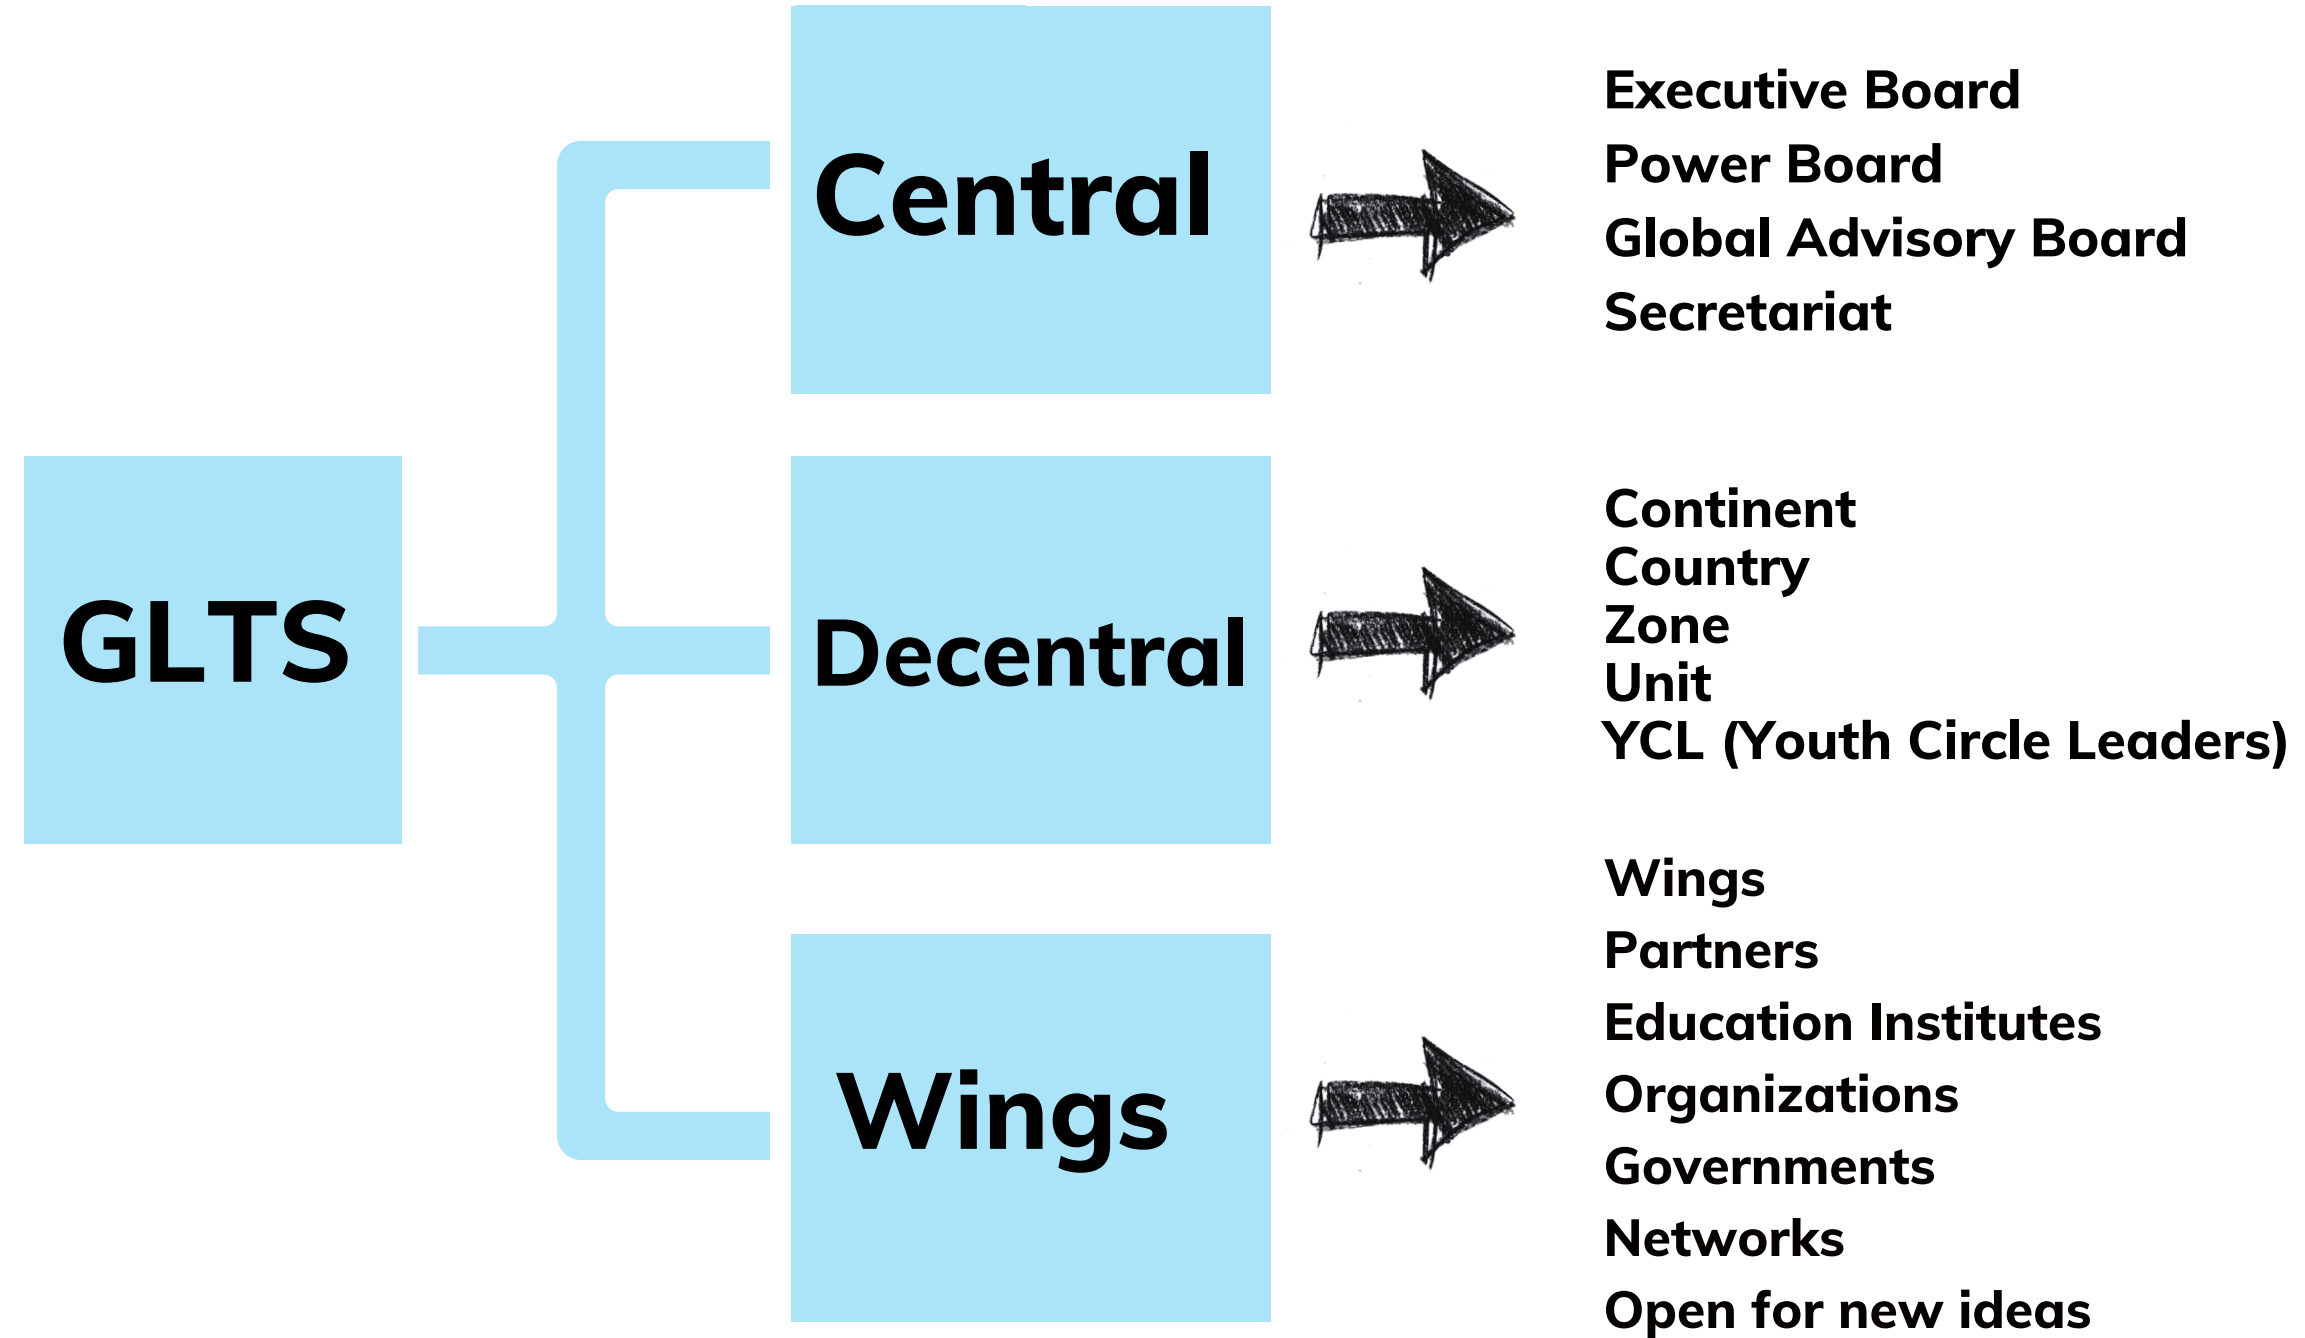 GLTS
Central
Executive Board
Power Board
Global Advisory Board
Secretariat
Decentral
Continent
Country
Zone
Unit
YCL (Youth Circle Leaders)
Wings
Wings
Partners
Education Institutes
Organizations
Governments
Networks
Open for new ideas